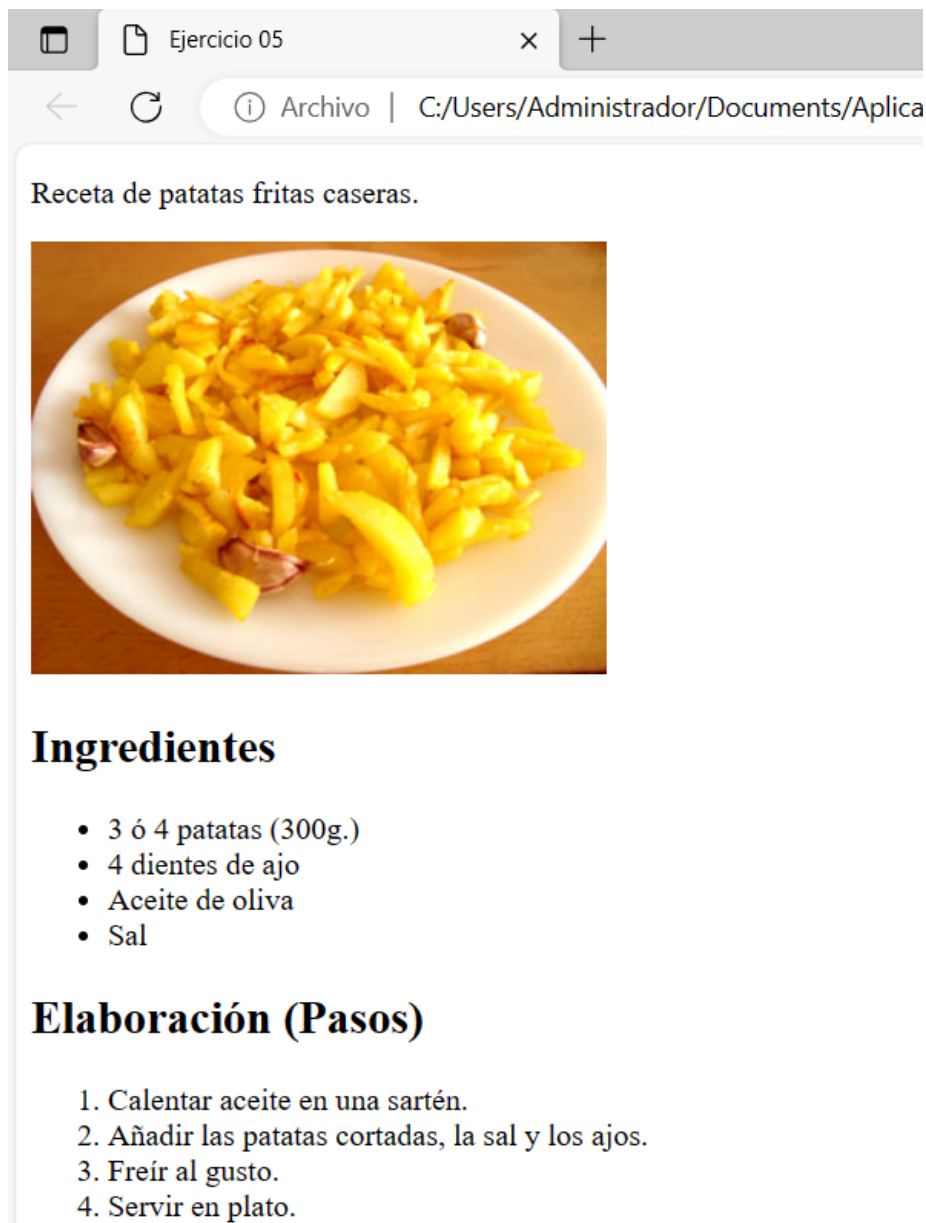 Ejercicio 05
Archivo | C:/Users/Administrador/Documents/Aplica
Receta de patatas fritas caseras.
Ingredientes
• 3 ó 4 patatas (300g.)
• 4 dientes de ajo
• Aceite de oliva
• Sal
Elaboración (Pasos)
1. Calentar aceite en una sartén.
2. Añadir las patatas cortadas, la sal y los ajos.
3. Freír al gusto.
4. Servir en plato.